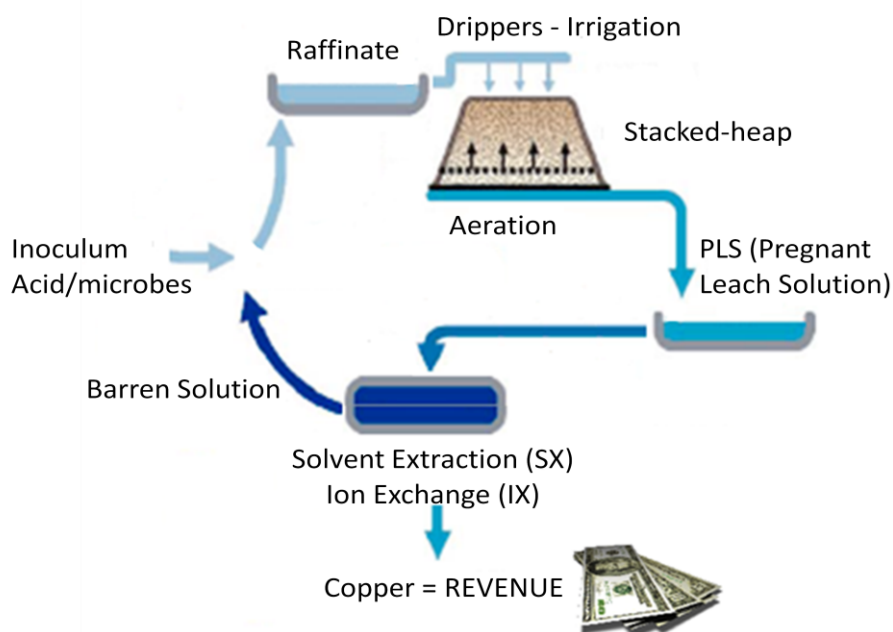 Drippers - Irrigation
Raffinate
Stacked-heap
Aeration
Inoculum
Acid/microbes
PLS (Pregnant
Leach Solution)
Barren Solution
Solvent Extraction (SX)
Ion Exchange (IX)
Copper = REVENUE